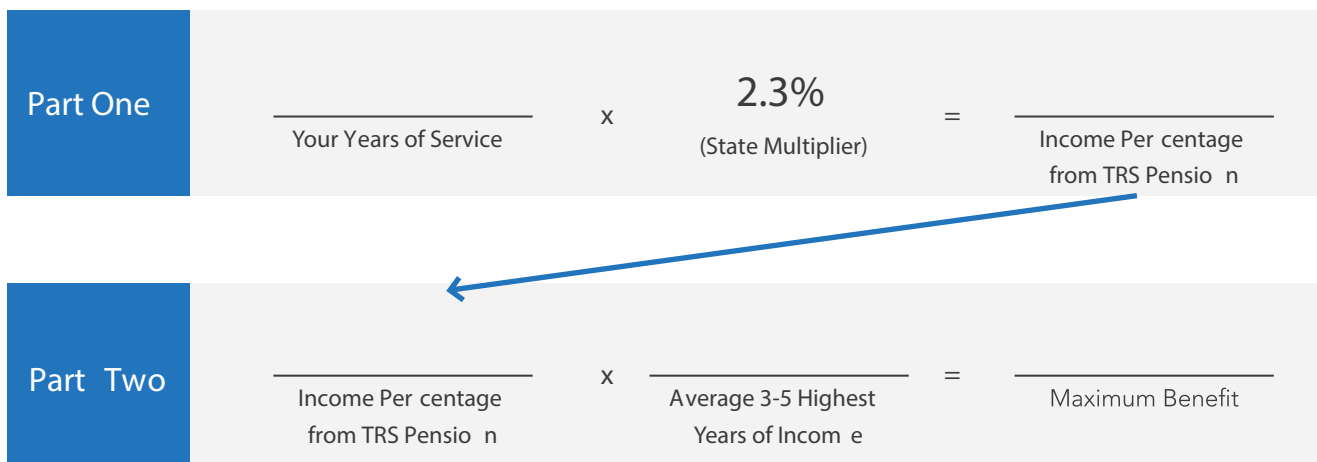 Part One
2.3%
x
=
Your Years of Service
(State Multiplier)
Income Per centage
from TRS Pensio n
Part Two
x
=
Income Per centage
from TRS Pensio n
Average 3-5 Highest
Years of Incom e
Maximum Benefit